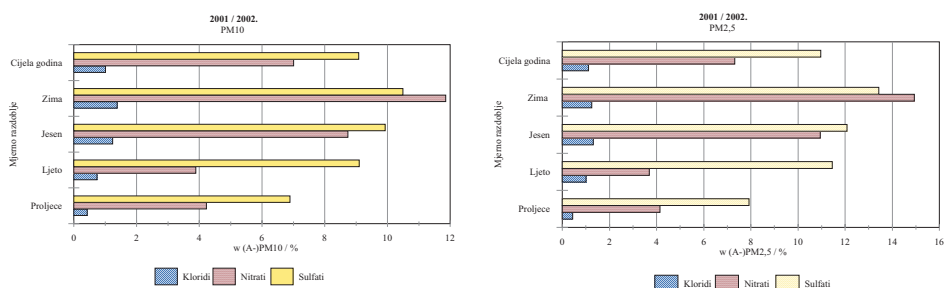 2001 / 2002.
PM10
Mjerno razdoblje
Cijela godina
Zima
Jesen
Ljeto
Proljece
0 2 4 6 8 10 12
w (A-)PM10 / %
Kloridi Nitrati Sulfati
2001 / 2002.
PM2,5
Mjerno razdoblje
Cijela godina
Zima
Jesen
Ljeto
Proljece
0 2 4 6 8 10 12 14 16
w (A-)PM2,5 / %
Kloridi Nitrati Sulfati